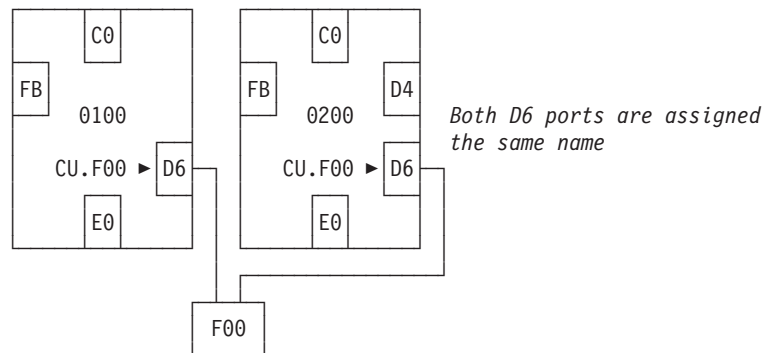 C0 C0
FB FB D4
0100 0200 Both D6 ports are assigned
the same name
CU.F00 ► D6 CU.F00 ► D6
E0 E0
F00